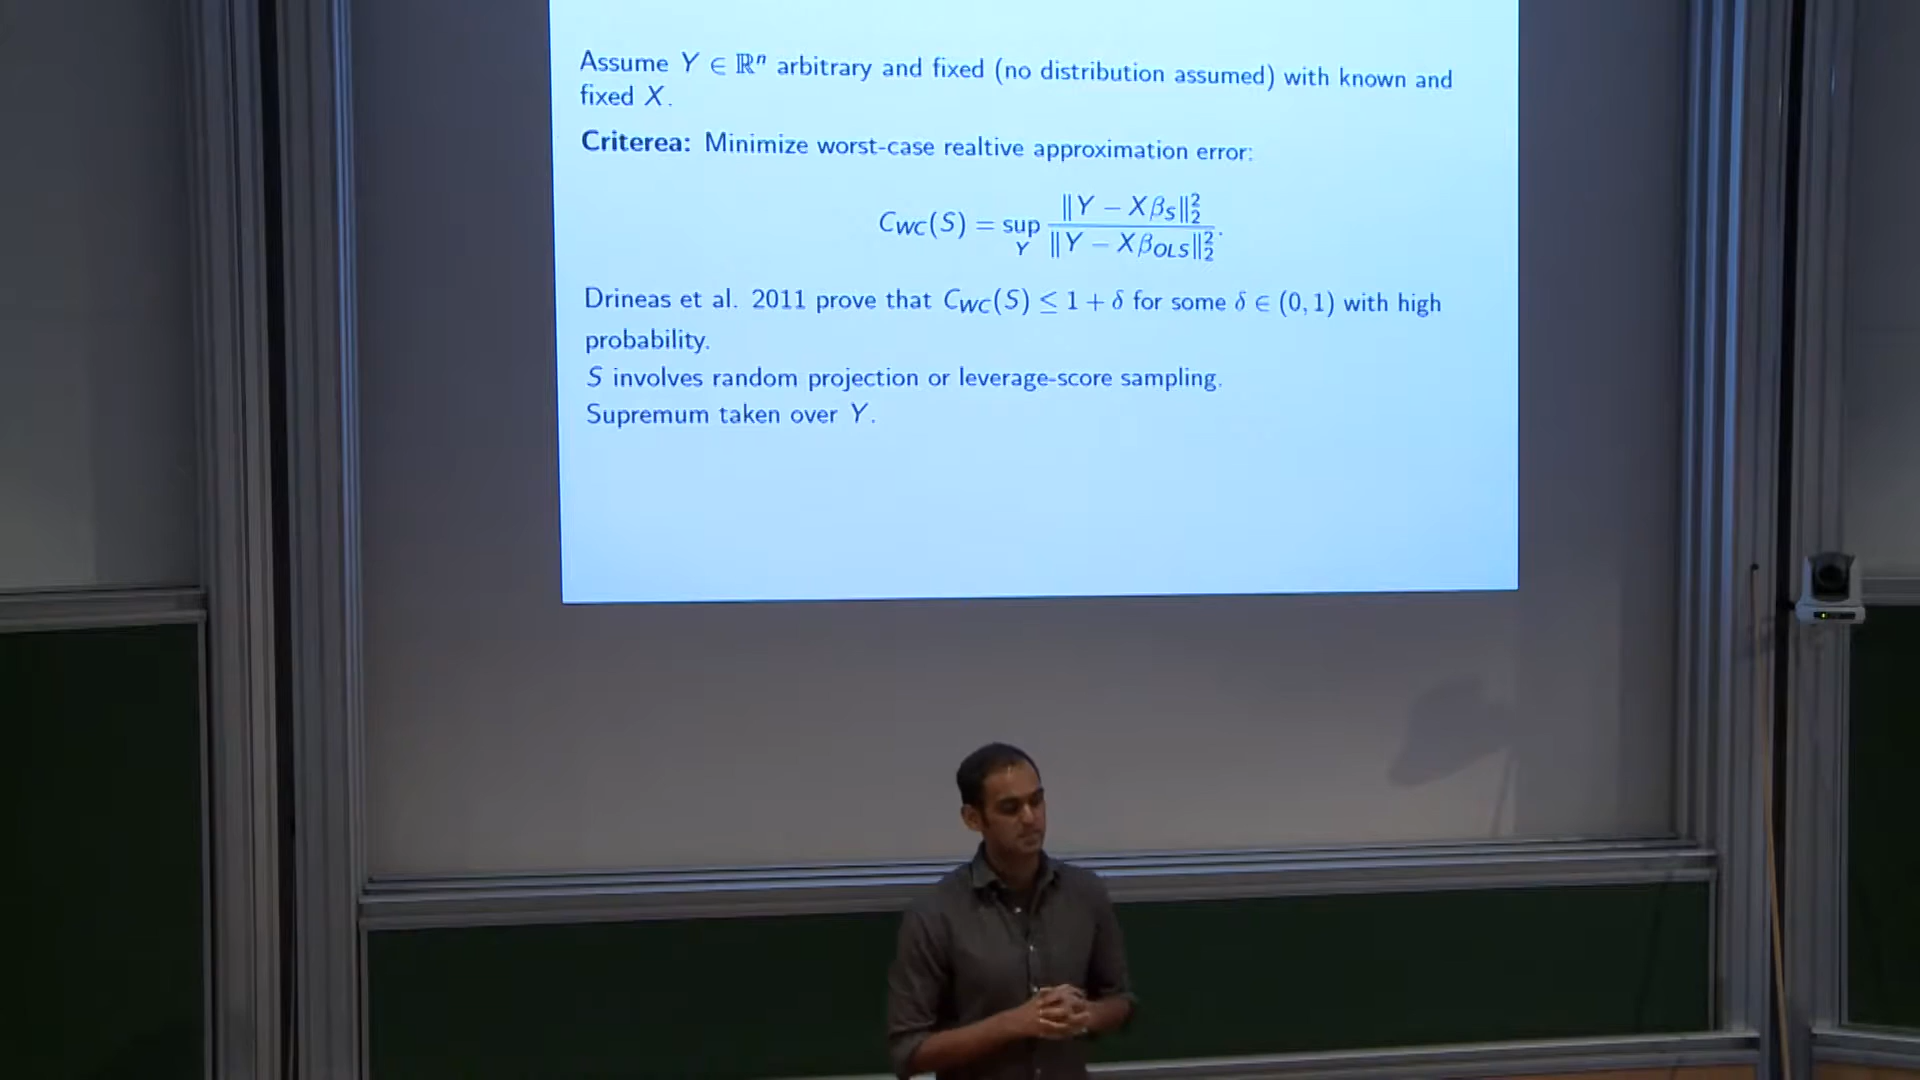 Assume Y ∈ ℝⁿ arbitrary and fixed (no distribution assumed) with known and
fixed X.
Criterea: Minimize worst-case realtive approximation error:
C_WC(S) = sup_Y ‖Y − Xβ_S‖₂² / ‖Y − Xβ_OLS‖₂².
Drineas et al. 2011 prove that C_WC(S) ≤ 1 + δ for some δ ∈ (0, 1) with high
probability.
S involves random projection or leverage-score sampling.
Supremum taken over Y.